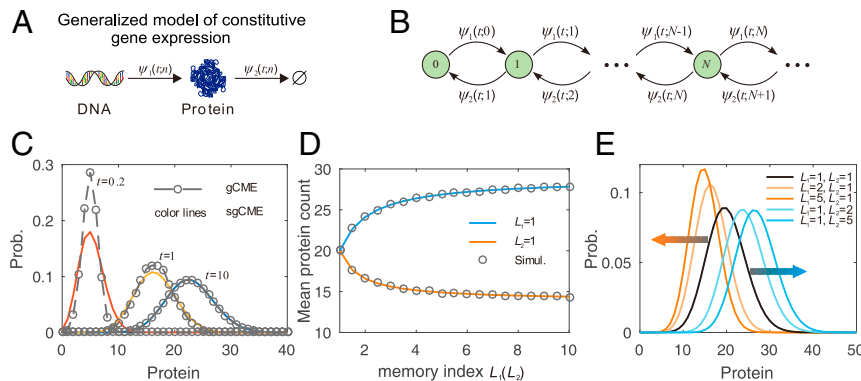 A
Generalized model of constitutive
gene expression
ψ₁(t;n)
ψ₂(t;n)
∅
DNA
Protein
B
ψ₁(t;0)
ψ₁(t;1)
ψ₁(t;N-1)
ψ₁(t;N)
0
1
• • •
N
• • •
ψ₂(t;1)
ψ₂(t;2)
ψ₂(t;N)
ψ₂(t;N+1)
C
0.3
0.2
0.1
0
Prob.
t=0.2
gCME
color lines
sgCME
t=1
t=10
0
10
20
30
40
Protein
D
30
25
20
15
10
Mean protein count
L₁=1
L₂=1
Simul.
2
4
6
8
10
memory index L₁(L₂)
E
0.1
0.05
0
Prob.
L₁=1, L₂=1
L₁=2, L₂=1
L₁=5, L₂=1
L₁=1, L₂=2
L₁=1, L₂=5
0
10
20
30
40
50
Protein